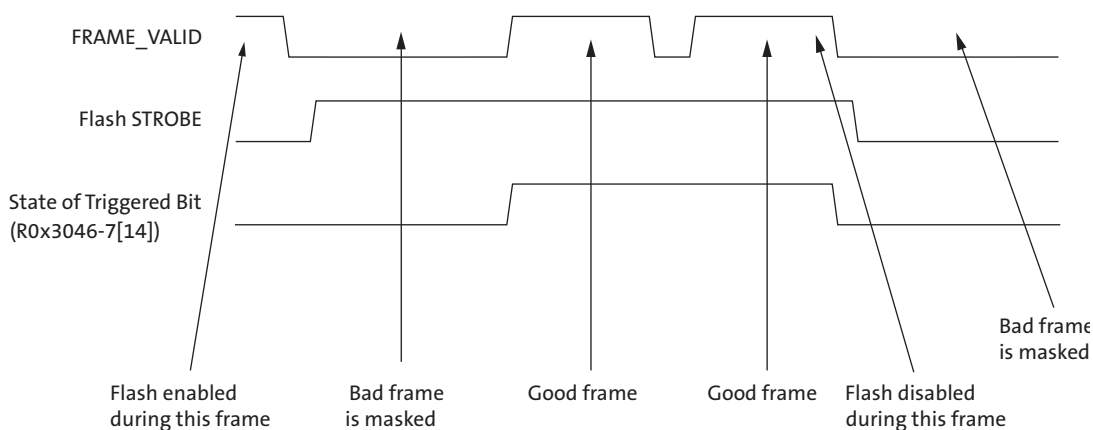 FRAME_VALID
Flash STROBE
State of Triggered Bit
(R0x3046-7[14])
Flash enabled
during this frame
Bad frame
is masked
Good frame
Good frame
Flash disabled
during this frame
Bad frame
is masked